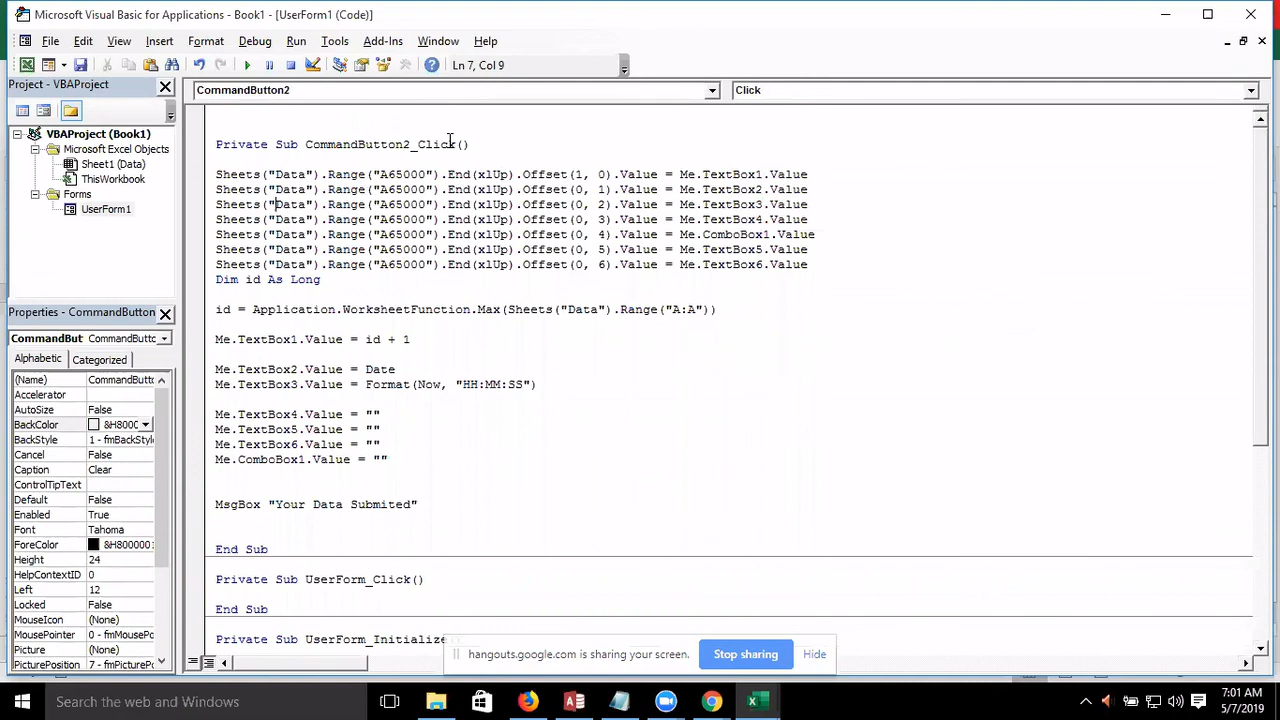 Microsoft Visual Basic for Applications - Book1 - [UserForm1 (Code)]
File Edit View Insert Format Debug Run Tools Add-Ins Window Help
Ln 7, Col 9
Project - VBAProject
CommandButton2
Click
VBAProject (Book1)
Microsoft Excel Objects
Sheet1 (Data)
ThisWorkbook
Forms
UserForm1
Private Sub CommandButton2_Click()
Sheets("Data").Range("A65000").End(xlUp).Offset(1, 0).Value = Me.TextBox1.Value
Sheets("Data").Range("A65000").End(xlUp).Offset(0, 1).Value = Me.TextBox2.Value
Sheets("Data").Range("A65000").End(xlUp).Offset(0, 2).Value = Me.TextBox3.Value
Sheets("Data").Range("A65000").End(xlUp).Offset(0, 3).Value = Me.TextBox4.Value
Sheets("Data").Range("A65000").End(xlUp).Offset(0, 4).Value = Me.ComboBox1.Value
Sheets("Data").Range("A65000").End(xlUp).Offset(0, 5).Value = Me.TextBox5.Value
Sheets("Data").Range("A65000").End(xlUp).Offset(0, 6).Value = Me.TextBox6.Value
Dim id As Long
id = Application.WorksheetFunction.Max(Sheets("Data").Range("A:A"))
Me.TextBox1.Value = id + 1
Me.TextBox2.Value = Date
Me.TextBox3.Value = Format(Now, "HH:MM:SS")
Me.TextBox4.Value = ""
Me.TextBox5.Value = ""
Me.TextBox6.Value = ""
Me.ComboBox1.Value = ""
MsgBox "Your Data Submited"
End Sub
Private Sub UserForm_Click()
End Sub
Private Sub UserForm_Initialize
Properties - CommandButton
CommandBut CommandButto
Alphabetic Categorized
(Name) CommandButto
Accelerator
AutoSize False
BackColor &H800C
BackStyle 1 - fmBackStyl
Cancel False
Caption Clear
ControlTipText
Default False
Enabled True
Font Tahoma
ForeColor &H800001
Height 24
HelpContextID 0
Left 12
Locked False
MouseIcon (None)
MousePointer 0 - fmMousePo
Picture (None)
PicturePosition 7 - fmPicturePo
hangouts.google.com is sharing your screen.
Stop sharing
Hide
Search the web and Windows
7:01 AM
5/7/2019